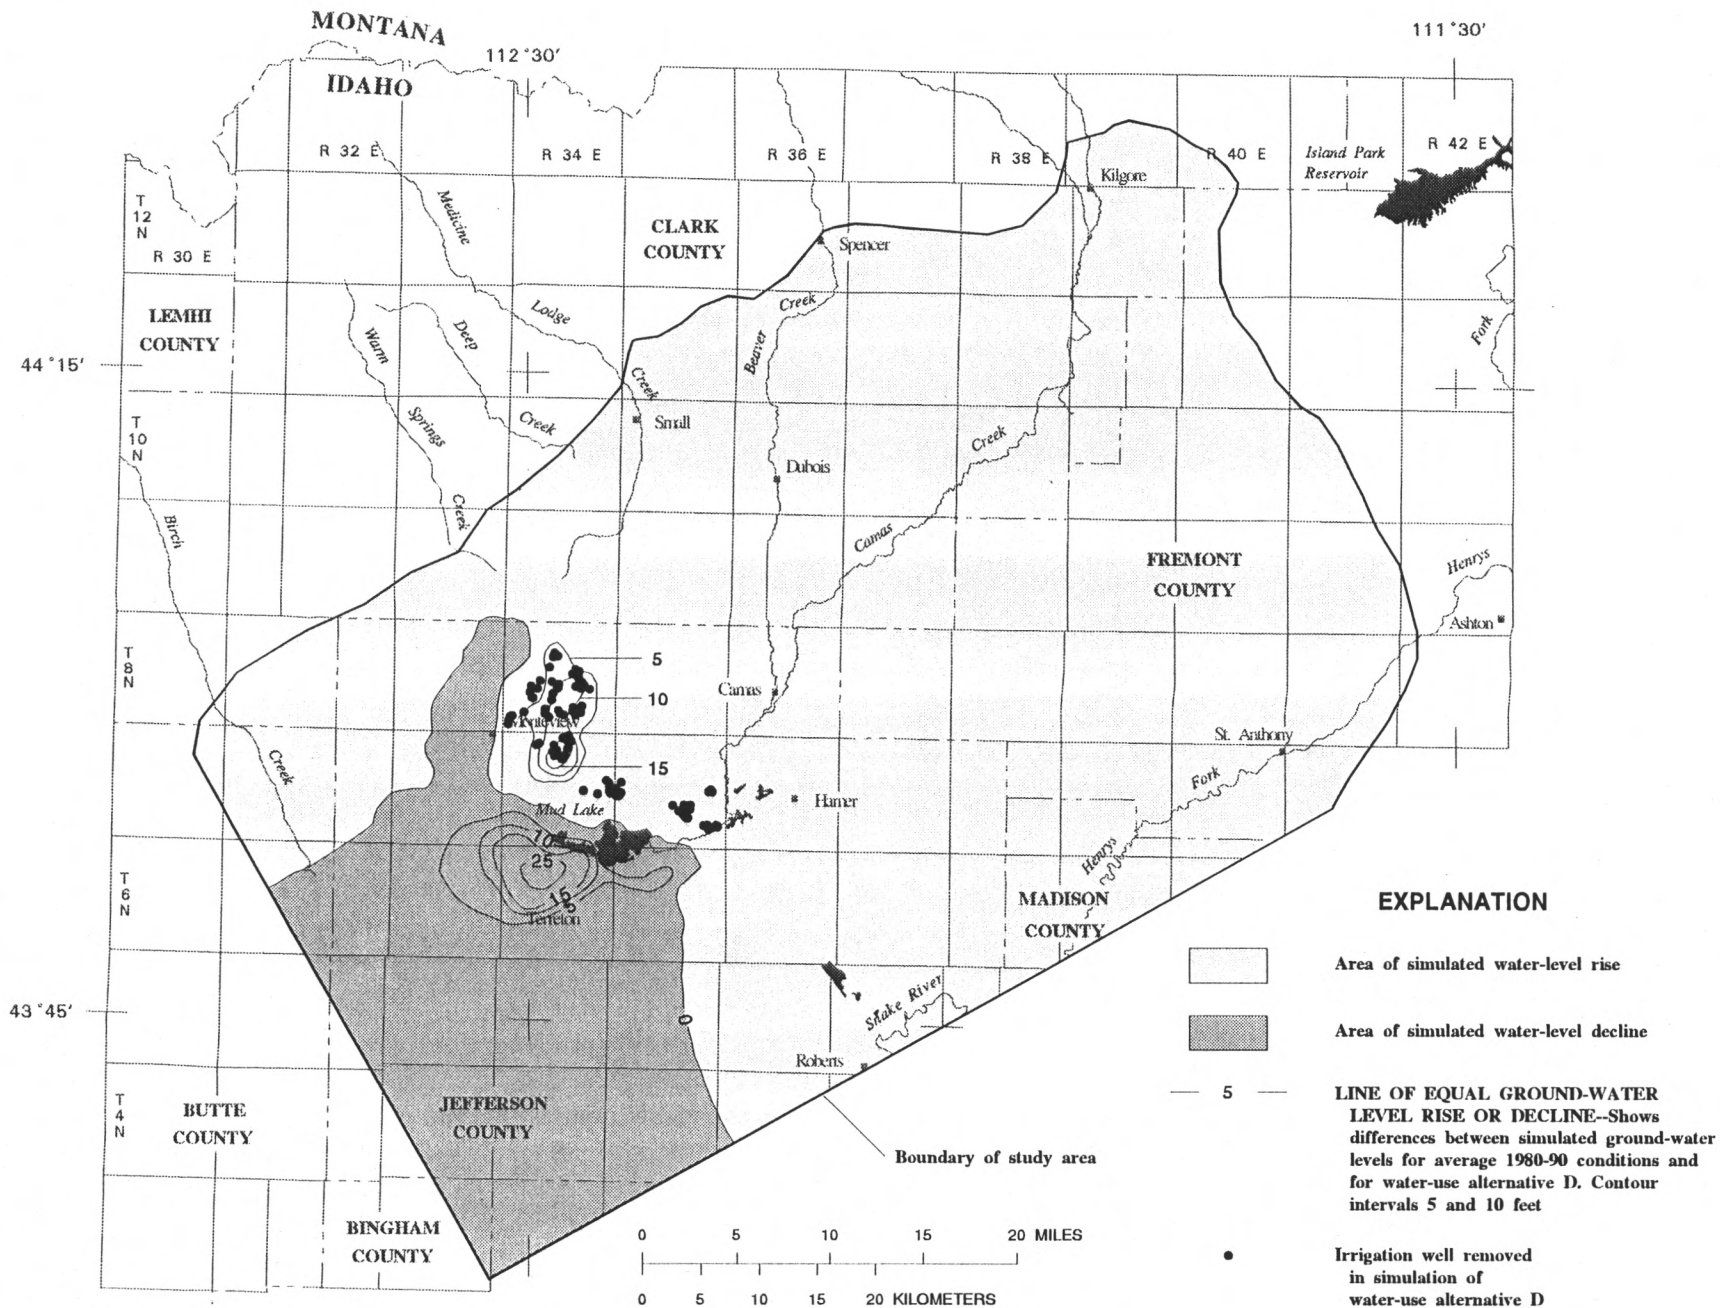 MONTANA
IDAHO
112°30′
111°30′
R 32 E
R 34 E
R 36 E
R 38 E
R 40 E
R 42 E
Island Park
Reservoir
Kilgore
T
12
N
R 30 E
Medicine
CLARK
COUNTY
Spencer
LEMHI
COUNTY
Lodge
Creek
Beaver
Creek
Fork
44°15′
Warm
Springs
Creek
Deep
Creek
Small
T
10
N
Dubois
Creek
Camas
Birch
Creek
FREMONT
COUNTY
Henrys
Ashton
T
8
N
5
10
15
Camas
Monteview
St. Anthony
Fork
Henrys
Mud Lake
Hamer
10
25
15
5
Terreton
T
6
N
MADISON
COUNTY
43°45′
0
Snake River
Roberts
T
4
N
BUTTE
COUNTY
JEFFERSON
COUNTY
BINGHAM
COUNTY
Boundary of study area
0 5 10 15 20 MILES
0 5 10 15 20 KILOMETERS
EXPLANATION
Area of simulated water-level rise
Area of simulated water-level decline
5
LINE OF EQUAL GROUND-WATER
LEVEL RISE OR DECLINE--Shows
differences between simulated ground-water
levels for average 1980-90 conditions and
for water-use alternative D. Contour
intervals 5 and 10 feet
Irrigation well removed
in simulation of
water-use alternative D